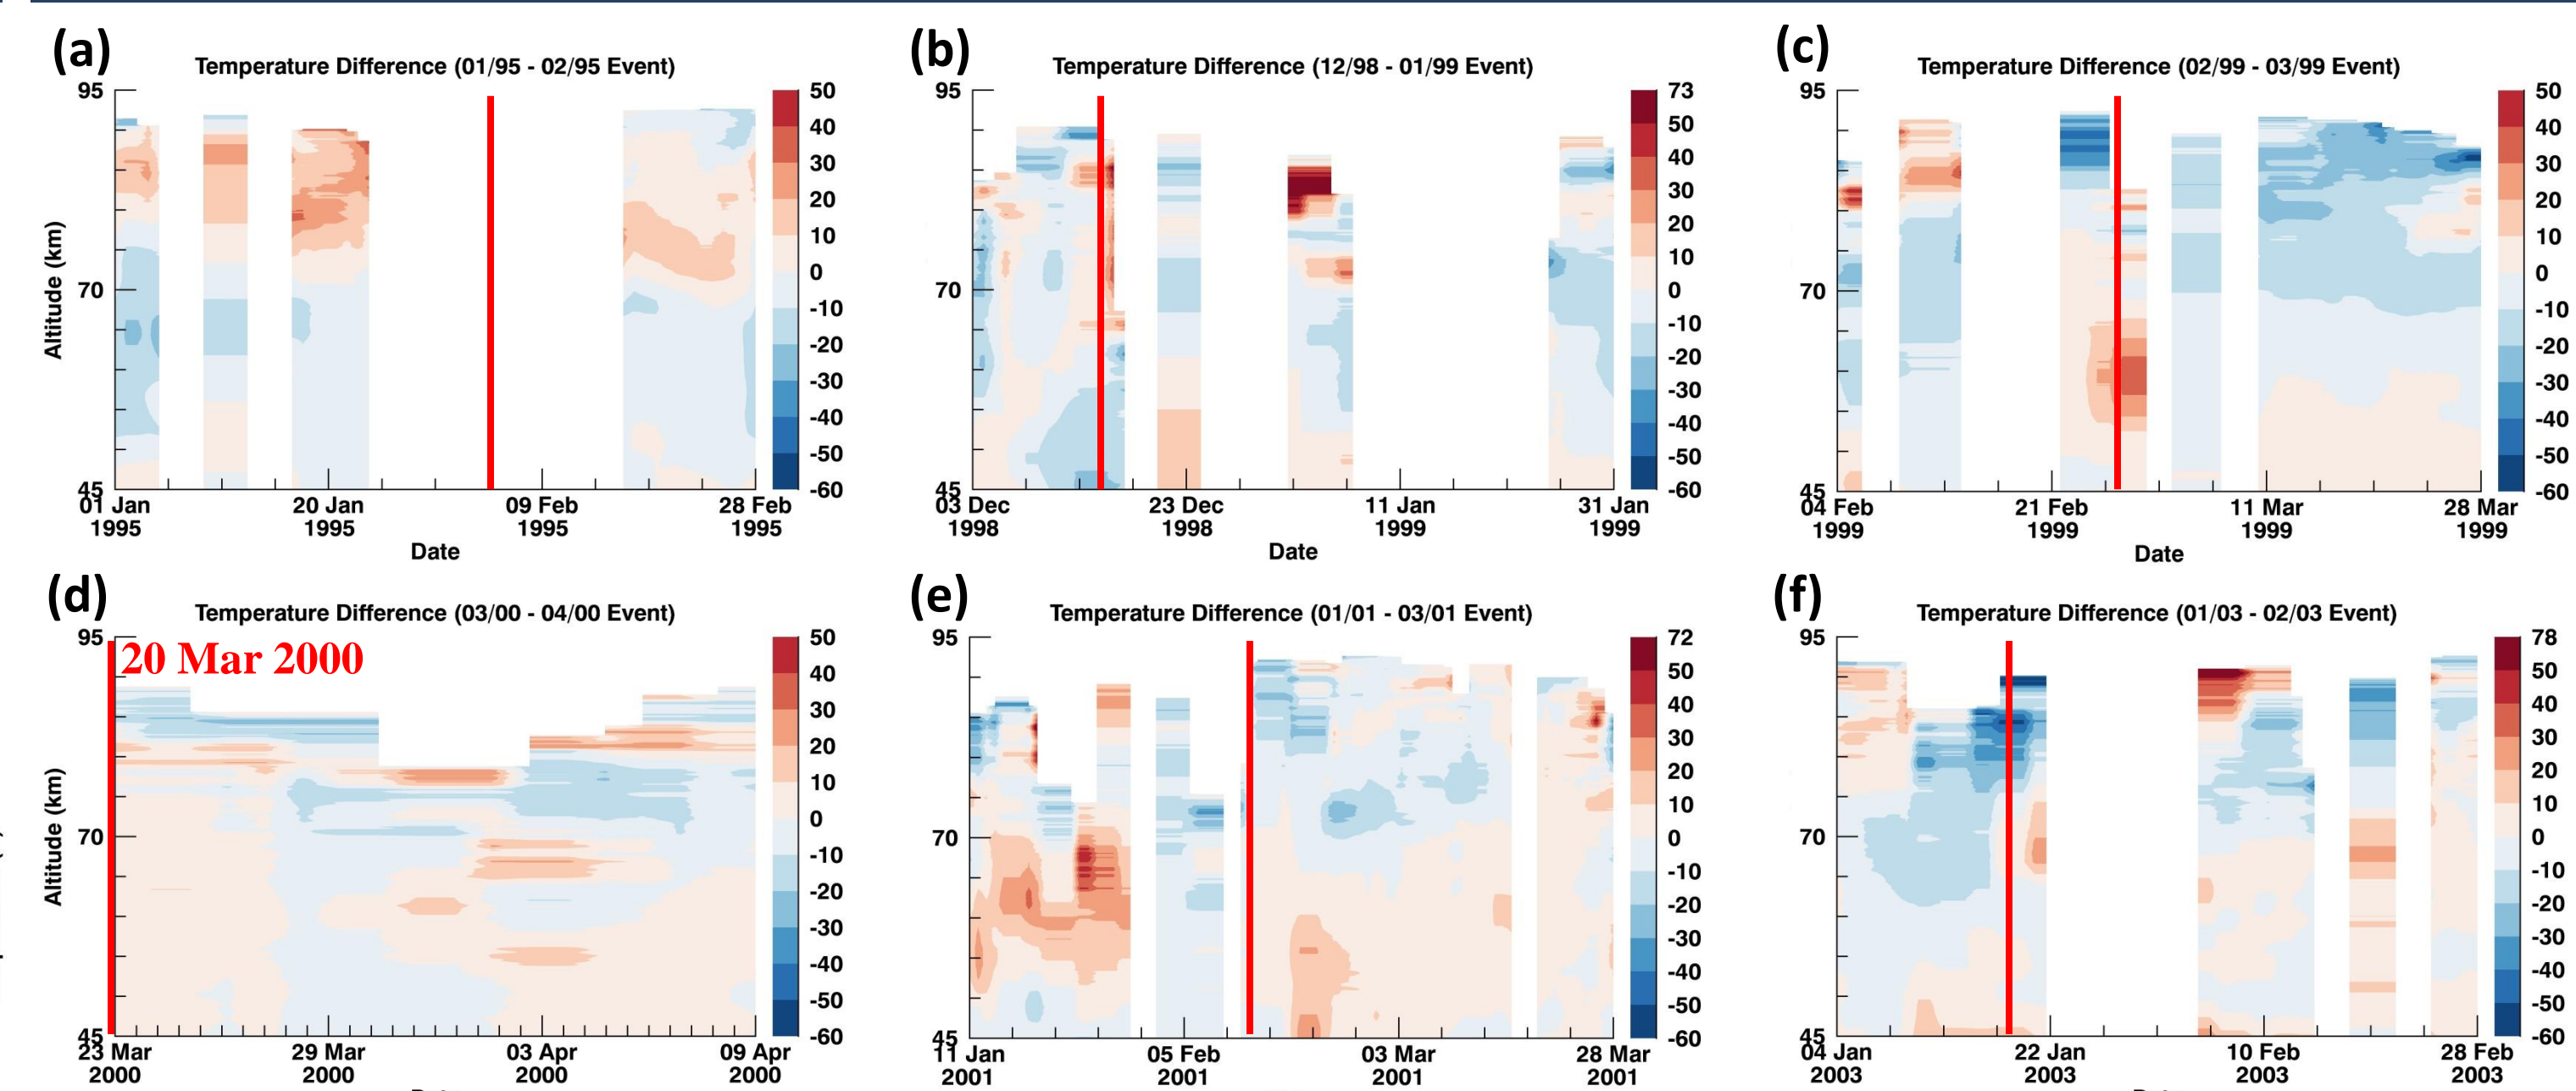 (a)
Temperature Difference (01/95 - 02/95 Event)
95
70
45
Altitude (km)
01 Jan 1995
20 Jan 1995
09 Feb 1995
28 Feb 1995
Date
50
40
30
20
10
0
-10
-20
-30
-40
-50
-60
(b)
Temperature Difference (12/98 - 01/99 Event)
95
70
45
03 Dec 1998
23 Dec 1998
11 Jan 1999
31 Jan 1999
Date
73
50
40
30
20
10
0
-10
-20
-30
-40
-50
-60
(c)
Temperature Difference (02/99 - 03/99 Event)
95
70
45
04 Feb 1999
21 Feb 1999
11 Mar 1999
28 Mar 1999
Date
50
40
30
20
10
0
-10
-20
-30
-40
-50
-60
(d)
Temperature Difference (03/00 - 04/00 Event)
20 Mar 2000
95
70
45
Altitude (km)
23 Mar 2000
29 Mar 2000
03 Apr 2000
09 Apr 2000
50
40
30
20
10
0
-10
-20
-30
-40
-50
-60
(e)
Temperature Difference (01/01 - 03/01 Event)
95
70
45
11 Jan 2001
05 Feb 2001
03 Mar 2001
28 Mar 2001
72
50
40
30
20
10
0
-10
-20
-30
-40
-50
-60
(f)
Temperature Difference (01/03 - 02/03 Event)
95
70
45
04 Jan 2003
22 Jan 2003
10 Feb 2003
28 Feb 2003
78
50
40
30
20
10
0
-10
-20
-30
-40
-50
-60